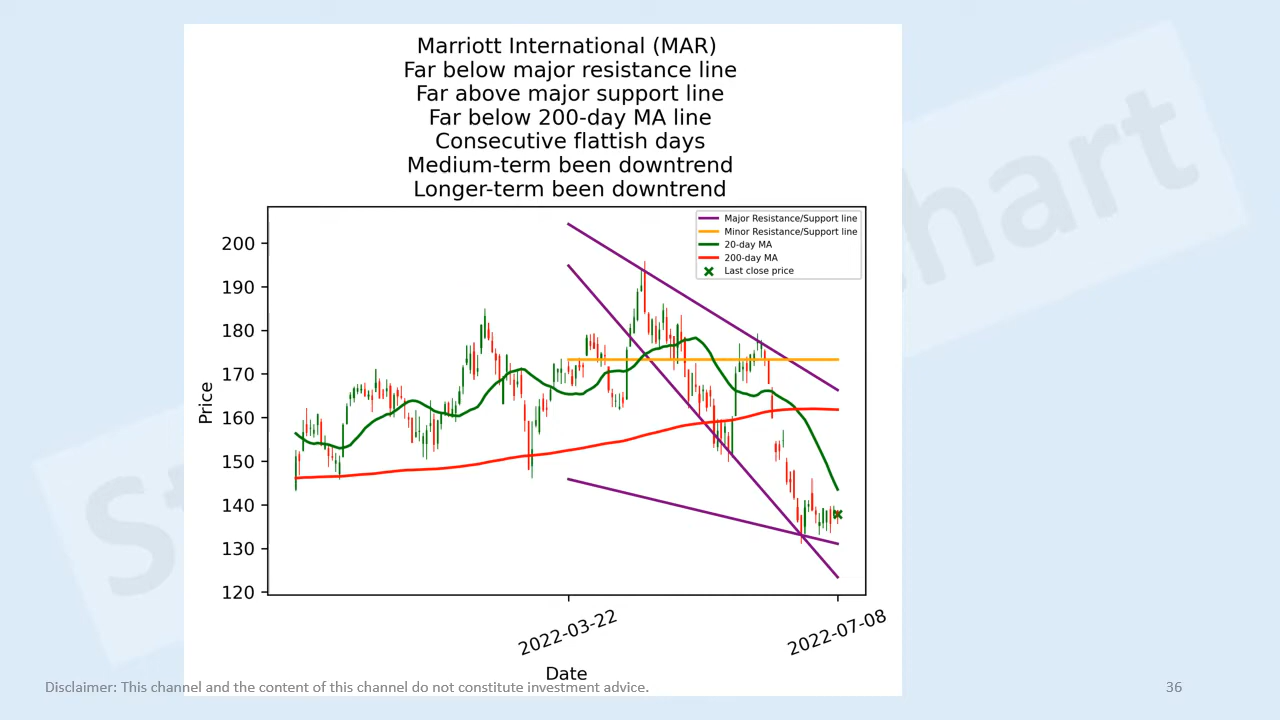 Marriott International (MAR)
Far below major resistance line
Far above major support line
Far below 200-day MA line
Consecutive flattish days
Medium-term been downtrend
Longer-term been downtrend
Major Resistance/Support line
Minor Resistance/Support line
20-day MA
200-day MA
Last close price
200
190
180
170
160
150
140
130
120
Price
2022-03-22
2022-07-08
Date
Disclaimer: This channel and the content of this channel do not constitute investment advice.
36
St
hart